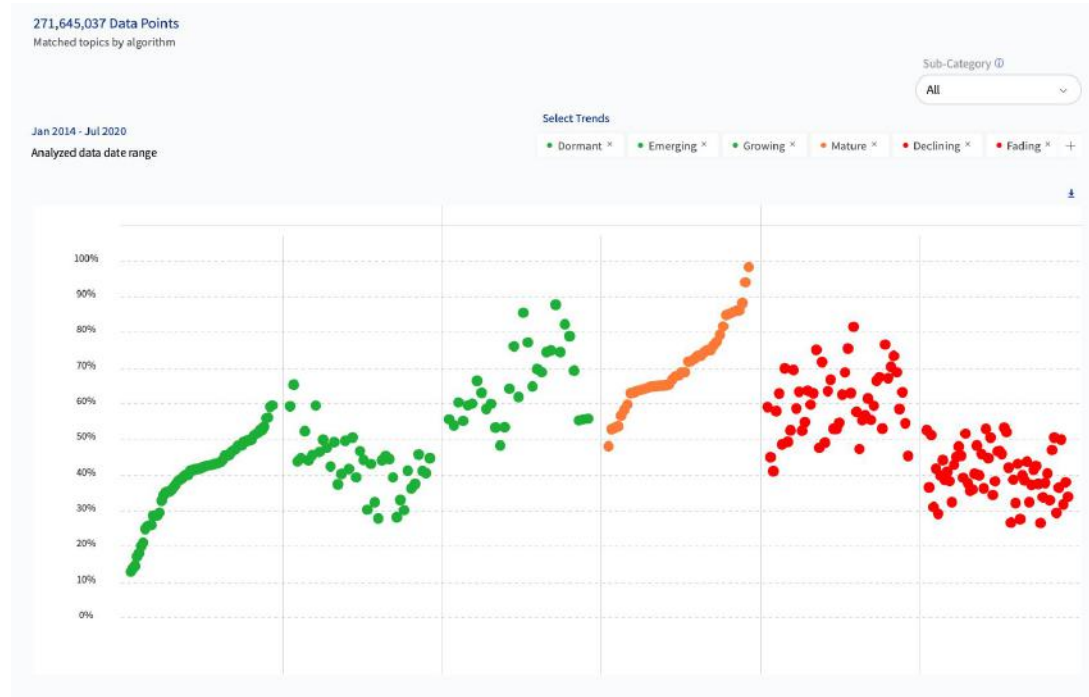 271,645,037 Data Points
Matched topics by algorithm
Sub-Category
All
Jan 2014 - Jul 2020
Analyzed data date range
Select Trends
Dormant × Emerging × Growing × Mature × Declining × Fading × +
100%
90%
80%
70%
60%
50%
40%
30%
20%
10%
0%